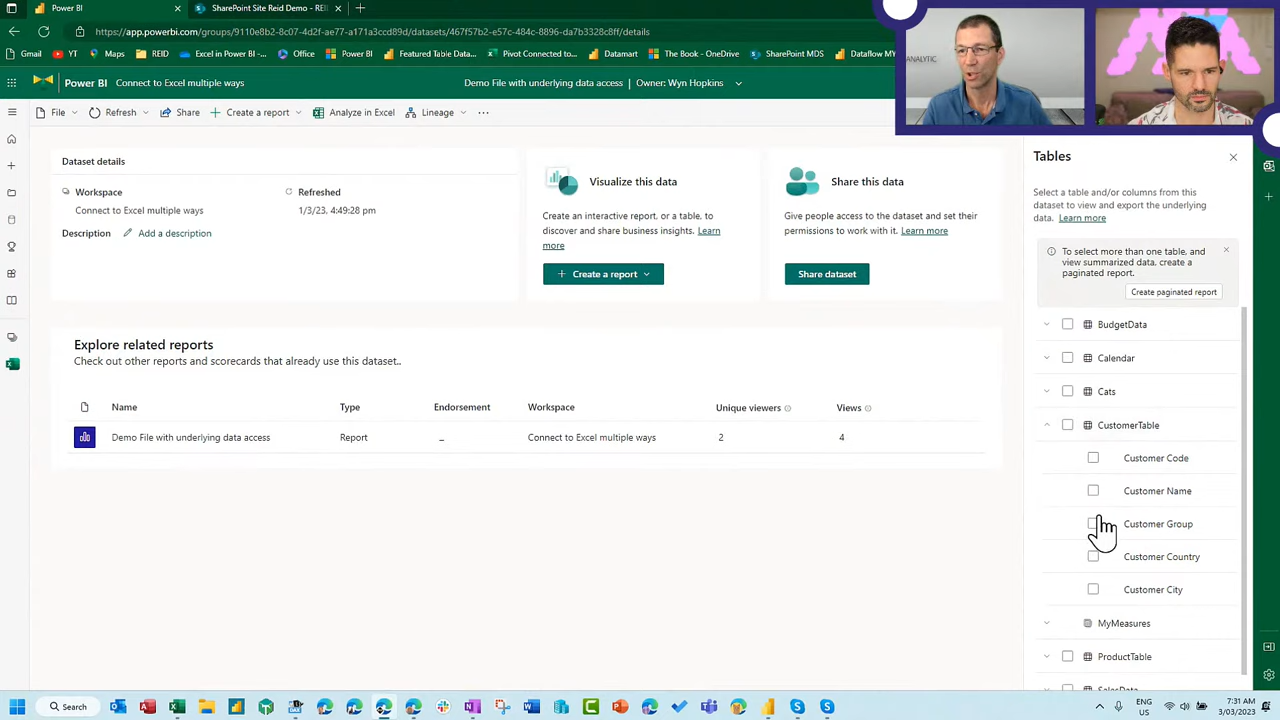 Power BI
SharePoint Site Reid Demo - REI
https://app.powerbi.com/groups/9110e8b2-8c07-4d2f-ae77-a171a3ccd89d/datasets/467f57b2-e57c-484c-8896-da7b3328c8ff/details
Gmail
YT
Maps
REID
Excel in Power BI -...
Office
Power BI
Featured Table Dem...
Pivot Connected to...
Datamart
The Book - OneDrive
SharePoint MDS
Dataflow MY
ANALYTIC
Power BI
Connect to Excel multiple ways
Demo File with underlying data access | Owner: Wyn Hopkins
File
Refresh
Share
Create a report
Analyze in Excel
Lineage
Dataset details
Workspace
Refreshed
Connect to Excel multiple ways
1/3/23, 4:49:28 pm
Description
Add a description
Visualize this data
Create an interactive report, or a table, to
discover and share business insights. Learn
more
Create a report
Share this data
Give people access to the dataset and set their
permissions to work with it. Learn more
Share dataset
Explore related reports
Check out other reports and scorecards that already use this dataset..
Name
Type
Endorsement
Workspace
Unique viewers
Views
Demo File with underlying data access
Report
_
Connect to Excel multiple ways
2
4
Tables
Select a table and/or columns from this
dataset to view and export the underlying
data. Learn more
To select more than one table, and
view summarized data, create a
paginated report.
Create paginated report
BudgetData
Calendar
Cats
CustomerTable
Customer Code
Customer Name
Customer Group
Customer Country
Customer City
MyMeasures
ProductTable
SalesData
Search
ENG
US
7:31 AM
3/03/2023